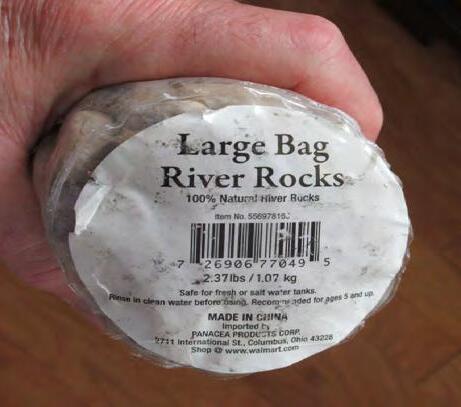 Large Bag
River Rocks
100% Natural River Rocks
Item No.
7 26906 77049 5
2.37lbs / 1.07 kg
Safe for fresh or salt water tanks.
Rinse in clean water before using. Recommended for ages 5 and up.
MADE IN CHINA
Imported by
PANACEA PRODUCTS CORP.
2711 International St., Columbus, Ohio 43228
Shop @ www.walmart.com